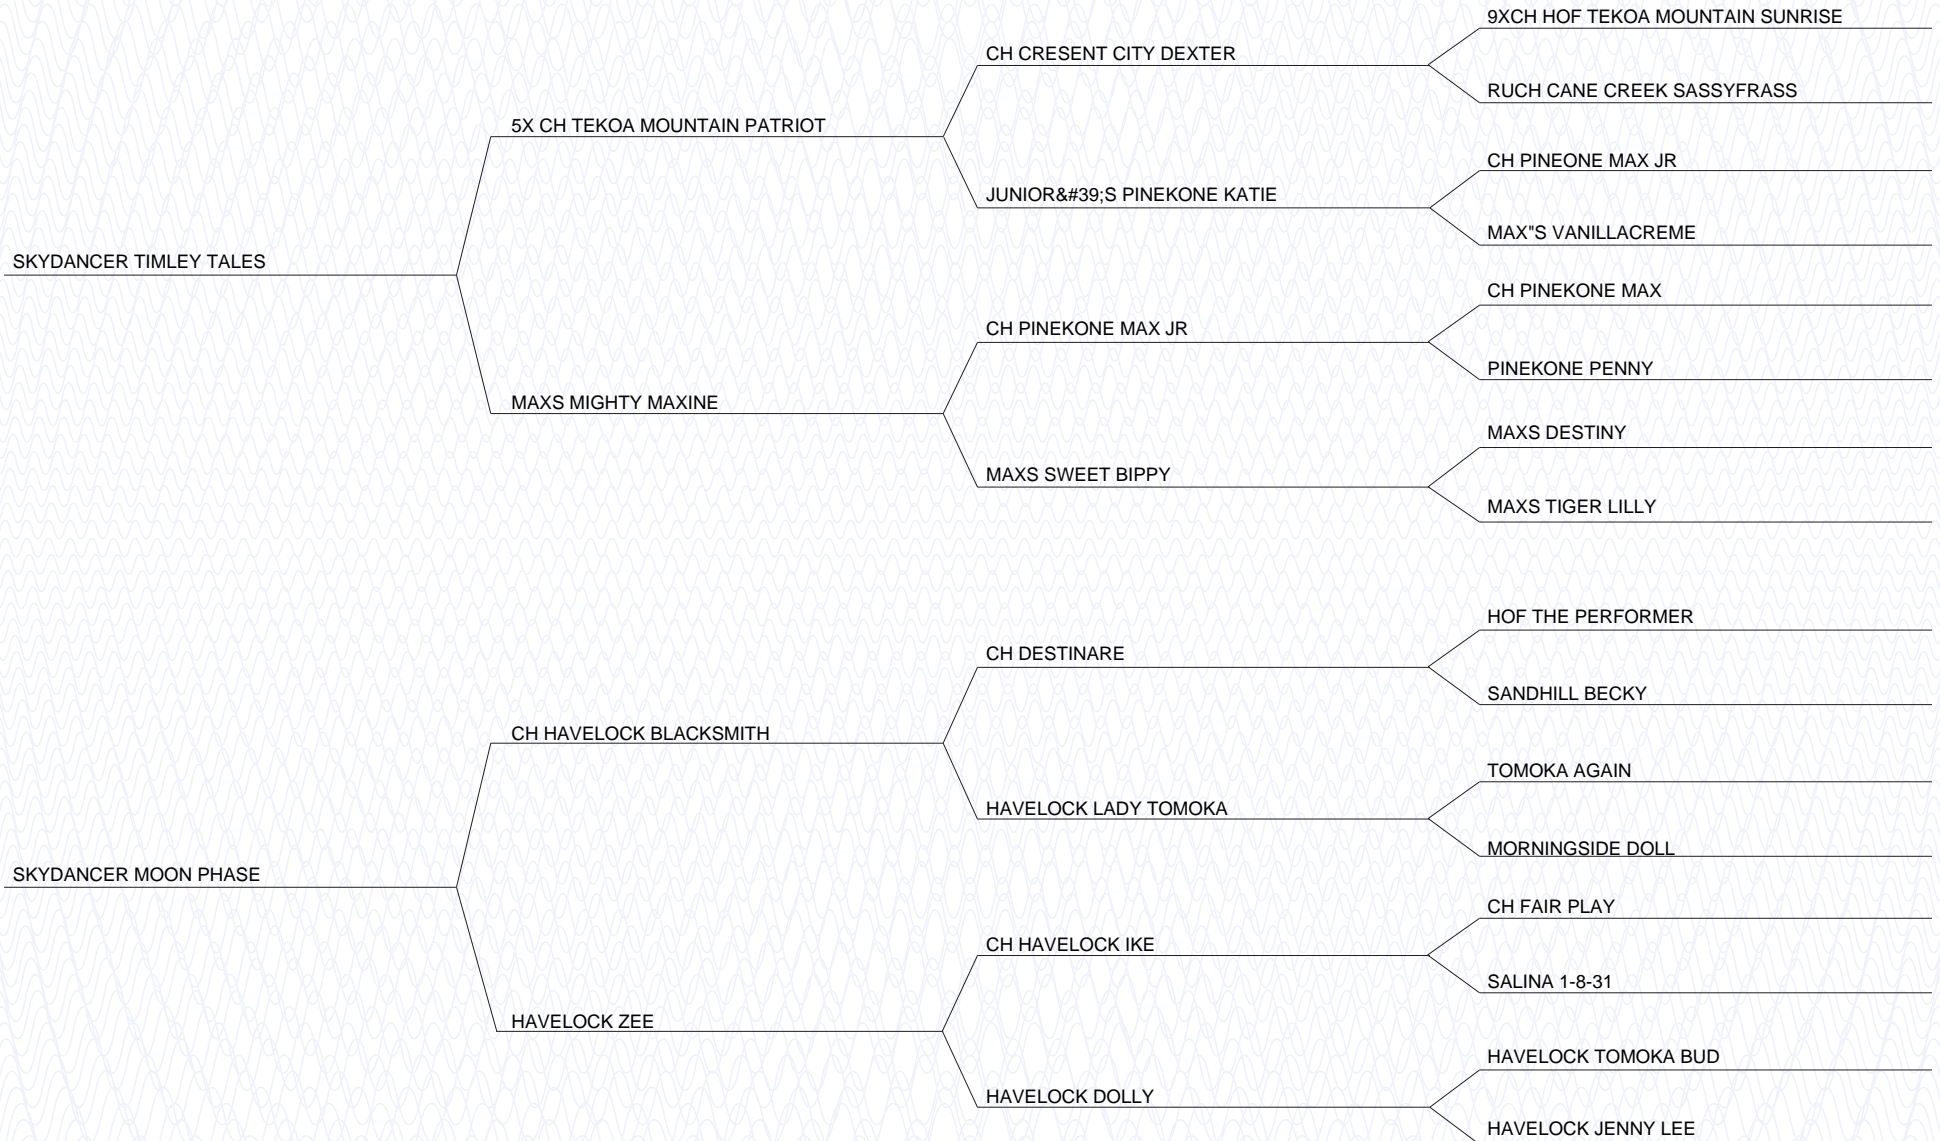 9XCH HOF TEKOA MOUNTAIN SUNRISE
CH CRESENT CITY DEXTER
RUCH CANE CREEK SASSYFRASS
5X CH TEKOA MOUNTAIN PATRIOT
CH PINEONE MAX JR
JUNIOR&#39;S PINEKONE KATIE
MAX"S VANILLACREME
SKYDANCER TIMLEY TALES
CH PINEKONE MAX
CH PINEKONE MAX JR
PINEKONE PENNY
MAXS MIGHTY MAXINE
MAXS DESTINY
MAXS SWEET BIPPY
MAXS TIGER LILLY
HOF THE PERFORMER
CH DESTINARE
SANDHILL BECKY
CH HAVELOCK BLACKSMITH
TOMOKA AGAIN
HAVELOCK LADY TOMOKA
MORNINGSIDE DOLL
SKYDANCER MOON PHASE
CH FAIR PLAY
CH HAVELOCK IKE
SALINA 1-8-31
HAVELOCK ZEE
HAVELOCK TOMOKA BUD
HAVELOCK DOLLY
HAVELOCK JENNY LEE